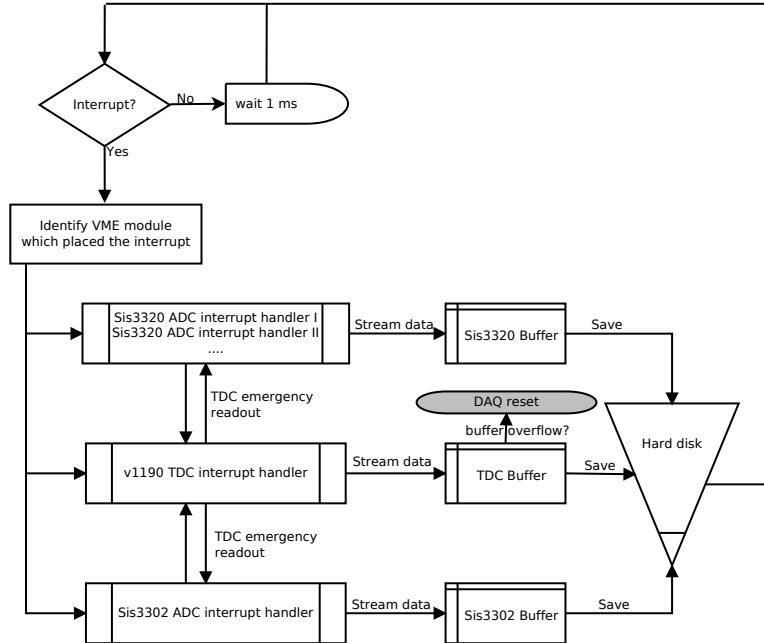 Interrupt?
No
wait 1 ms
Yes
Identify VME module
which placed the interrupt
Sis3320 ADC interrupt handler I
Sis3320 ADC interrupt handler II
....
Stream data
Sis3320 Buffer
Save
TDC emergency
readout
DAQ reset
buffer overflow?
Hard disk
v1190 TDC interrupt handler
Stream data
TDC Buffer
Save
TDC emergency
readout
Sis3302 ADC interrupt handler
Stream data
Sis3302 Buffer
Save